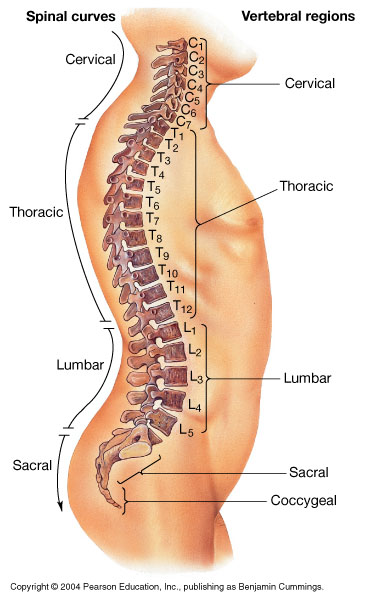 Spinal curves
Vertebral regions
Cervical
C1
C2
C3
C4
C5
C6
C7
Cervical
T1
T2
T3
T4
T5
T6
T7
T8
T9
T10
T11
T12
Thoracic
Thoracic
L1
L2
L3
L4
L5
Lumbar
Lumbar
Sacral
Sacral
Coccygeal
Copyright © 2004 Pearson Education, Inc., publishing as Benjamin Cummings.